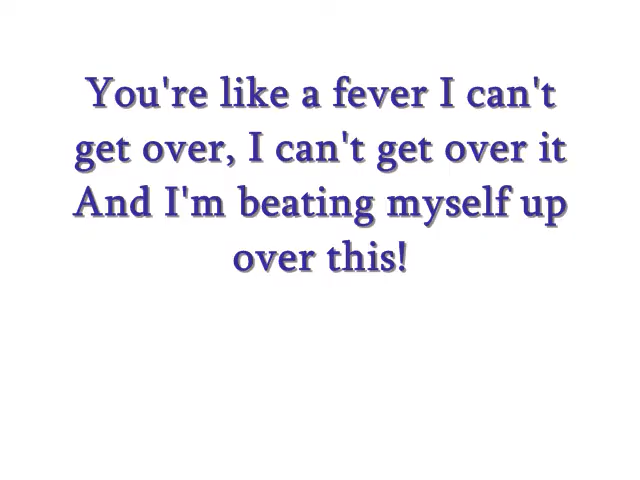 You're like a fever I can't
get over, I can't get over it
And I'm beating myself up
over this!